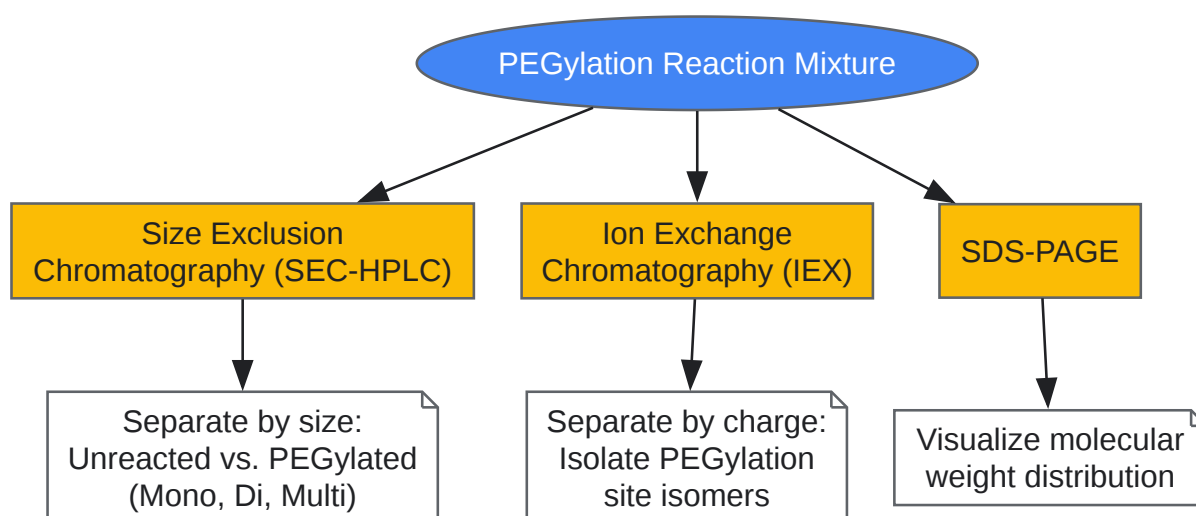 PEGylation Reaction Mixture
Size Exclusion
Chromatography (SEC-HPLC)
Ion Exchange
Chromatography (IEX)
SDS-PAGE
Separate by size:
Unreacted vs. PEGylated
(Mono, Di, Multi)
Separate by charge:
Isolate PEGylation
site isomers
Visualize molecular
weight distribution